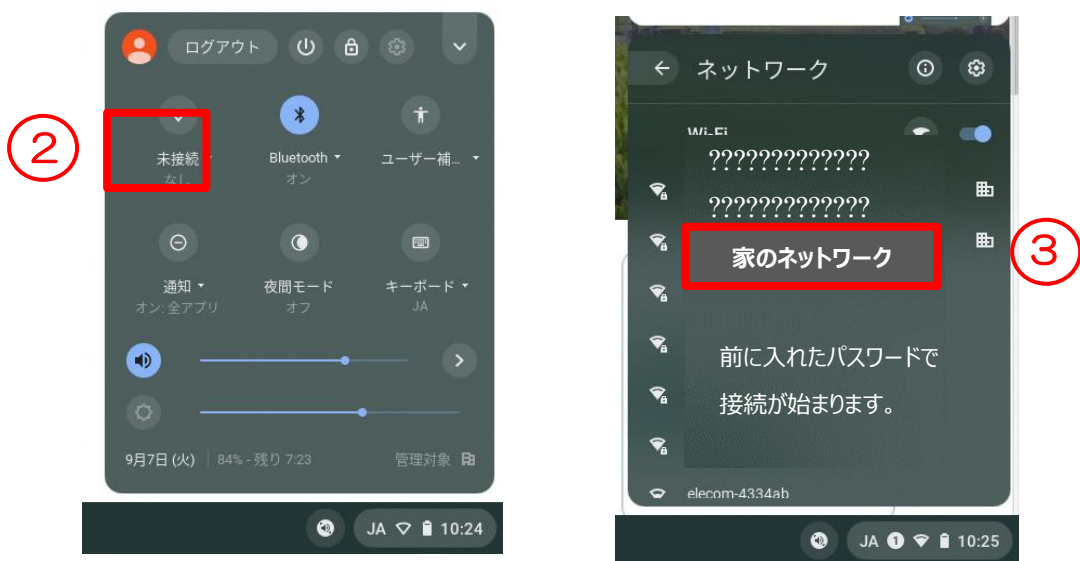 ②
ログアウト
未接続
なし
Bluetooth
オン
ユーザー補...
通知
オン: 全アプリ
夜間モード
オフ
キーボード
JA
9月7日 (火)
84% - 残り 7:23
管理対象
JA
10:24
ネットワーク
Wi-Fi
?????????????
?????????????
家のネットワーク
③
前に入れたパスワードで
接続が始まります。
elecom-4334ab
JA
1
10:25